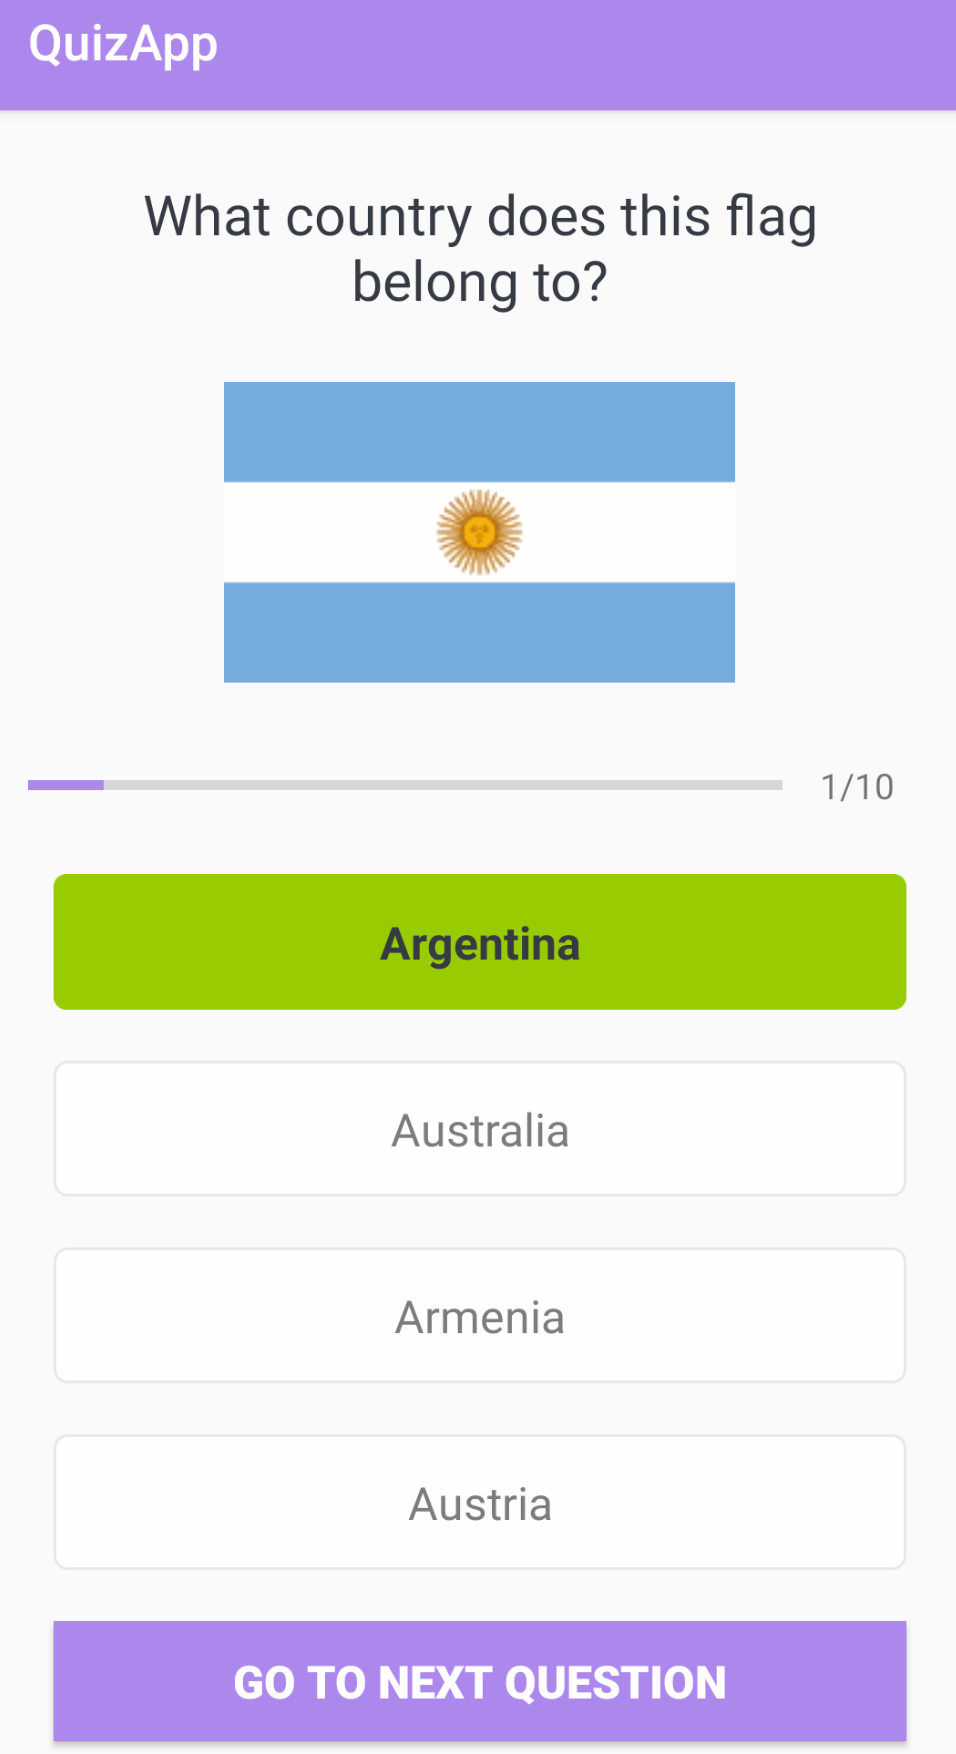 QuizApp
What country does this flag
belong to?
1/10
Argentina
Australia
Armenia
Austria
GO TO NEXT QUESTION